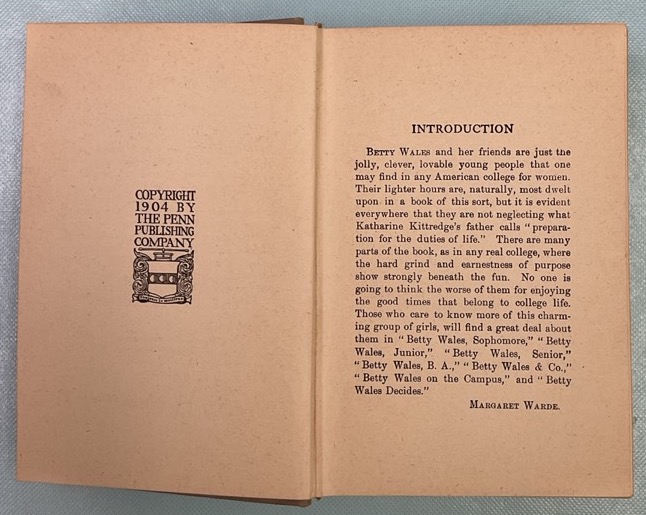 COPYRIGHT
1904 BY
THE PENN
PUBLISHING
COMPANY
INTRODUCTION
BETTY WALES and her friends are just the
jolly, clever, lovable young people that one
may find in any American college for women.
Their lighter hours are, naturally, most dwelt
upon in a book of this sort, but it is evident
everywhere that they are not neglecting what
Katharine Kittredge's father calls "prepara-
tion for the duties of life." There are many
parts of the book, as in any real college, where
the hard grind and earnestness of purpose
show strongly beneath the fun. No one is
going to think the worse of them for enjoying
the good times that belong to college life.
Those who care to know more of this charm-
ing group of girls, will find a great deal about
them in "Betty Wales, Sophomore," "Betty
Wales, Junior," "Betty Wales, Senior,"
"Betty Wales, B. A.," "Betty Wales & Co.,"
"Betty Wales on the Campus," and "Betty
Wales Decides."
MARGARET WARDE.